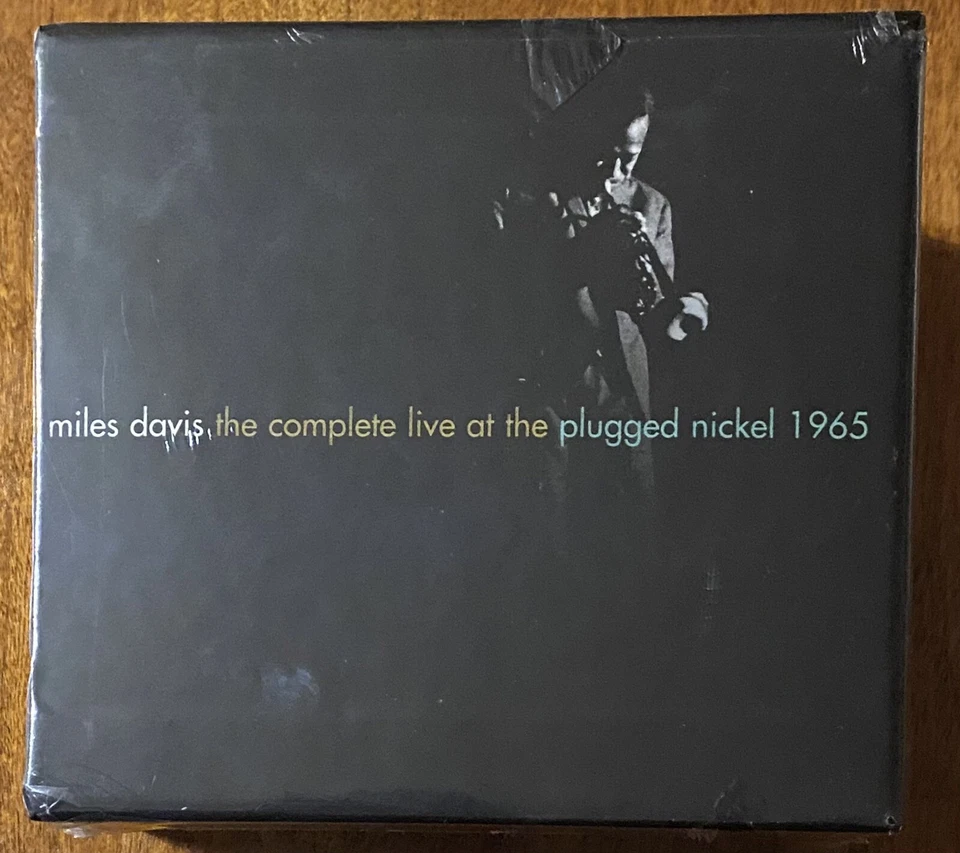 miles davis the complete live at the plugged nickel 1965